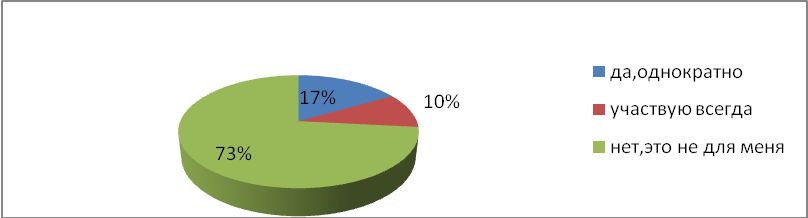 17%
10%
73%
да,однократно
участвую всегда
нет,это не для меня